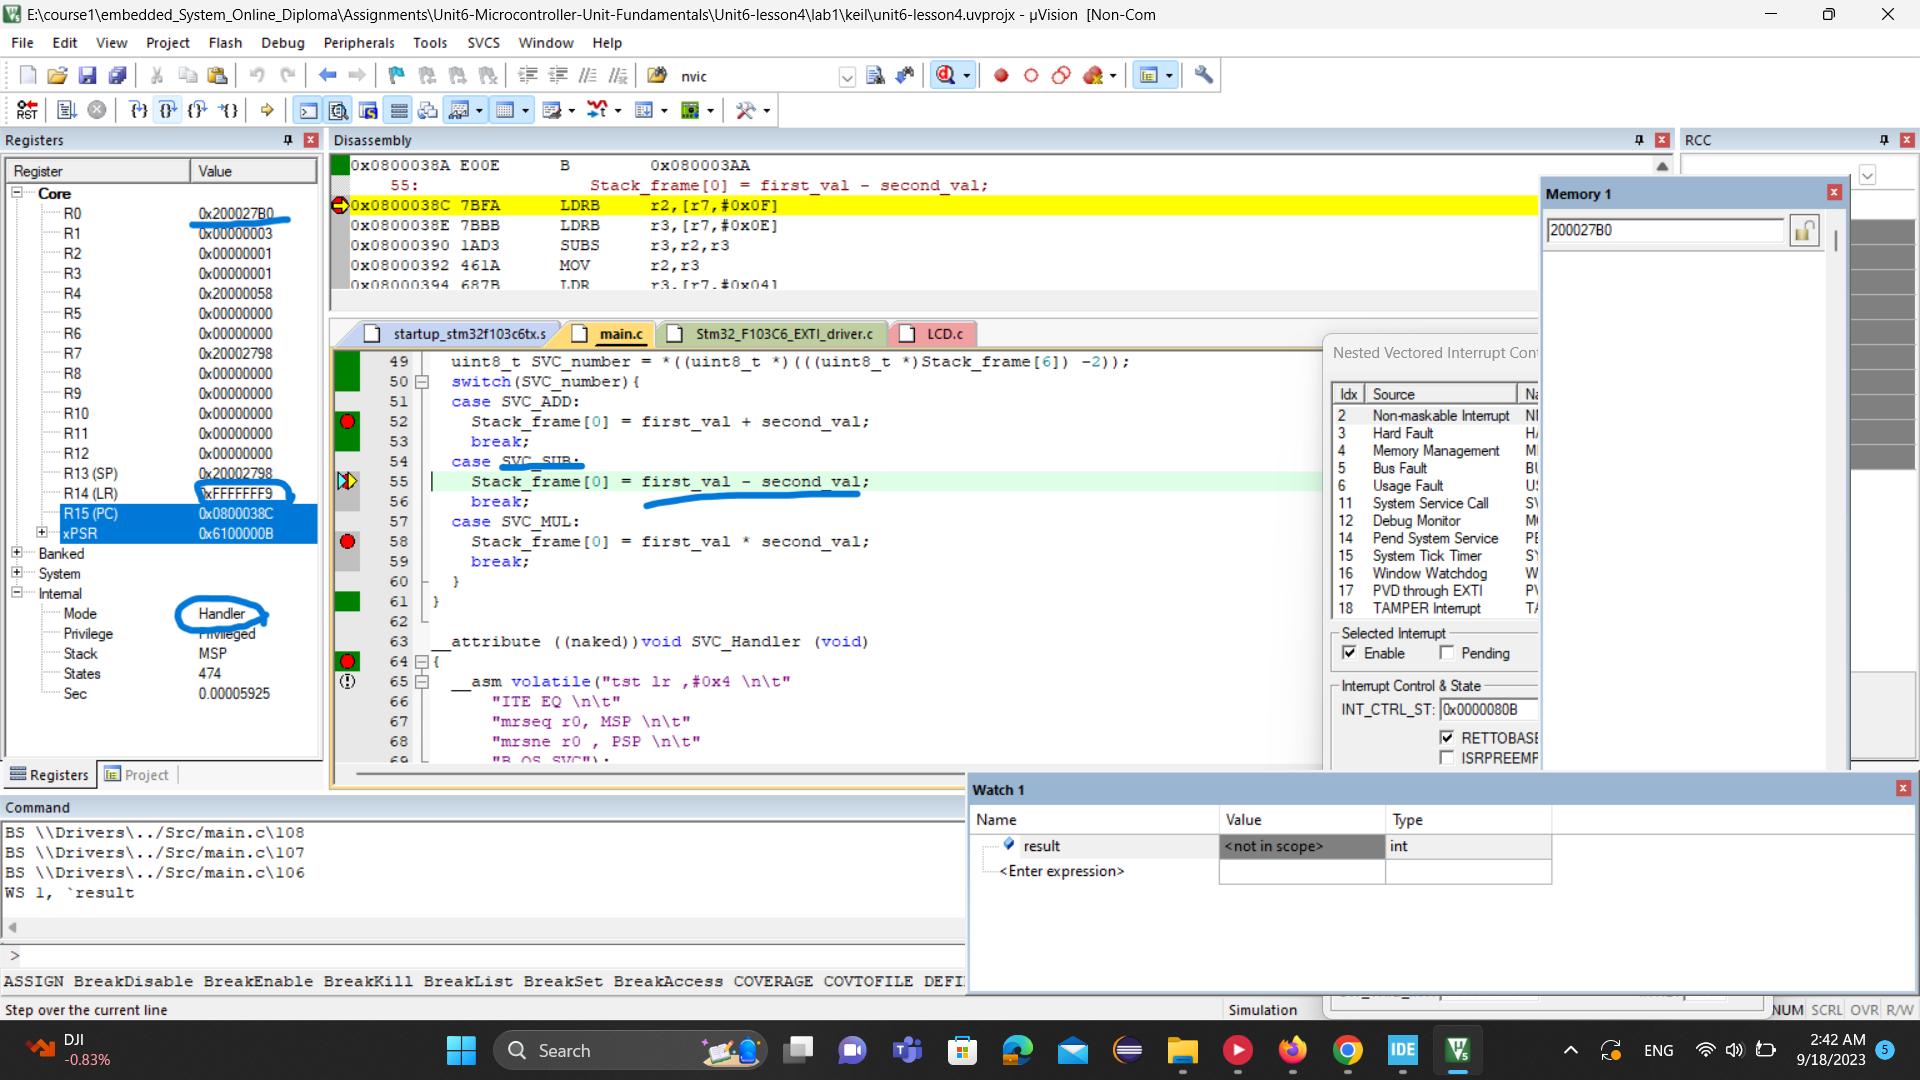 E:\course1\embedded_System_Online_Diploma\Assignments\Unit6-Microcontroller-Unit-Fundamentals\Unit6-lesson4\lab1\keil\unit6-lesson4.uvprojx - µVision [Non-Com
File Edit View Project Flash Debug Peripherals Tools SVCS Window Help
nvic
RST
Registers
Register Value
Core
R0 0x200027B0
R1 0x00000003
R2 0x00000001
R3 0x00000001
R4 0x20000058
R5 0x00000000
R6 0x00000000
R7 0x20002798
R8 0x00000000
R9 0x00000000
R10 0x00000000
R11 0x00000000
R12 0x00000000
R13 (SP) 0x20002798
R14 (LR) 0xFFFFFFF9
R15 (PC) 0x0800038C
xPSR 0x6100000B
Banked
System
Internal
Mode Handler
Privilege Privileged
Stack MSP
States 474
Sec 0.00005925
Registers Project
Disassembly
0x0800038A E00E B 0x080003AA
55: Stack_frame[0] = first_val - second_val;
0x0800038C 7BFA LDRB r2,[r7,#0x0F]
0x0800038E 7BBB LDRB r3,[r7,#0x0E]
0x08000390 1AD3 SUBS r3,r2,r3
0x08000392 461A MOV r2,r3
0x08000394 687B LDR r3,[r7,#0x04]
startup_stm32f103c6tx.s main.c Stm32_F103C6_EXTI_driver.c LCD.c
49 uint8_t SVC_number = *((uint8_t *)(((uint8_t *)Stack_frame[6]) -2));
50 switch(SVC_number){
51 case SVC_ADD:
52 Stack_frame[0] = first_val + second_val;
53 break;
54 case SVC_SUB:
55 Stack_frame[0] = first_val - second_val;
56 break;
57 case SVC_MUL:
58 Stack_frame[0] = first_val * second_val;
59 break;
60 }
61 }
62
63 __attribute ((naked))void SVC_Handler (void)
64 {
65 __asm volatile("tst lr ,#0x4 \n\t"
66 "ITE EQ \n\t"
67 "mrseq r0, MSP \n\t"
68 "mrsne r0 , PSP \n\t"
69 "B OS_SVC");
RCC
Memory 1
200027B0
Nested Vectored Interrupt Cont
Idx Source Na
2 Non-maskable Interrupt NI
3 Hard Fault HA
4 Memory Management MI
5 Bus Fault BU
6 Usage Fault US
11 System Service Call SV
12 Debug Monitor MO
14 Pend System Service PE
15 System Tick Timer SY
16 Window Watchdog W
17 PVD through EXTI PV
18 TAMPER Interrupt TA
Selected Interrupt
Enable Pending
Interrupt Control & State
INT_CTRL_ST: 0x0000080B
RETTOBASE
ISRPREEMP
Command
BS \\Drivers\../Src/main.c\108
BS \\Drivers\../Src/main.c\107
BS \\Drivers\../Src/main.c\106
WS 1, `result
>
ASSIGN BreakDisable BreakEnable BreakKill BreakList BreakSet BreakAccess COVERAGE COVTOFILE DEFI
Watch 1
Name Value Type
result <not in scope> int
<Enter expression>
Step over the current line
Simulation
NUM SCRL OVR R/W
DJI
-0.83%
Search
IDE
ENG
2:42 AM
9/18/2023
5